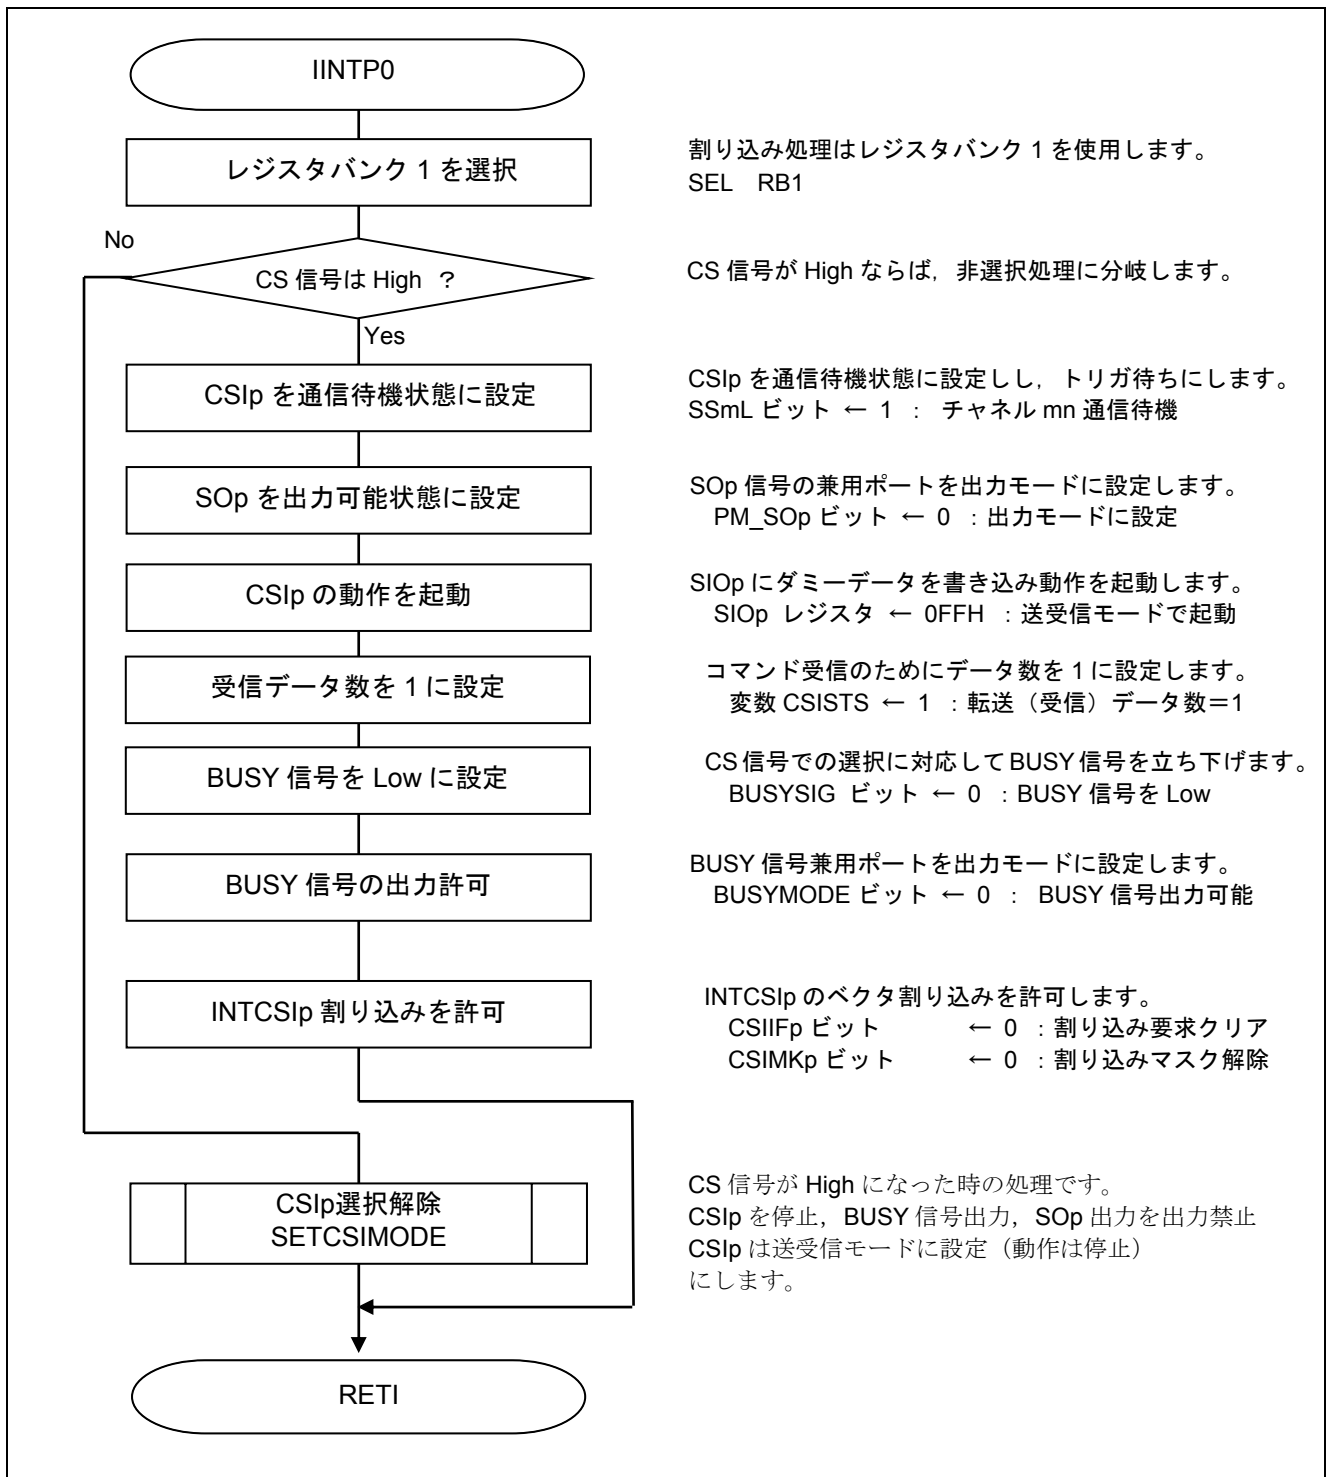 IINTP0
レジスタバンク 1 を選択
割り込み処理はレジスタバンク 1 を使用します。
SEL RB1
No
CS 信号は High ？
CS 信号が High ならば，非選択処理に分岐します。
Yes
CSIp を通信待機状態に設定
CSIp を通信待機状態に設定しし，トリガ待ちにします。
SSmL ビット ← 1 ： チャネル mn 通信待機
SOp を出力可能状態に設定
SOp 信号の兼用ポートを出力モードに設定します。
PM_SOp ビット ← 0 ：出力モードに設定
CSIp の動作を起動
SIOp にダミーデータを書き込み動作を起動します。
SIOp レジスタ ← 0FFH ：送受信モードで起動
受信データ数を 1 に設定
コマンド受信のためにデータ数を 1 に設定します。
変数 CSISTS ← 1 ：転送（受信）データ数＝1
BUSY 信号を Low に設定
CS 信号での選択に対応して BUSY 信号を立ち下げます。
BUSYSIG ビット ← 0 ：BUSY 信号を Low
BUSY 信号の出力許可
BUSY 信号兼用ポートを出力モードに設定します。
BUSYMODE ビット ← 0 ： BUSY 信号出力可能
INTCSIp 割り込みを許可
INTCSIp のベクタ割り込みを許可します。
CSIIFp ビット ← 0 ：割り込み要求クリア
CSIMKp ビット ← 0 ：割り込みマスク解除
CSIp選択解除
SETCSIMODE
CS 信号が High になった時の処理です。
CSIp を停止，BUSY 信号出力，SOp 出力を出力禁止
CSIp は送受信モードに設定（動作は停止）
にします。
RETI